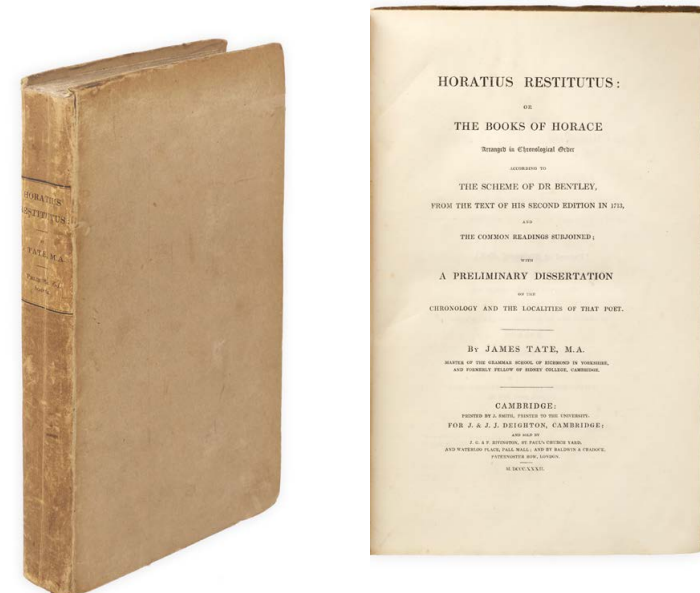 HORATIUS
RESTITUTUS
TATE, M.A
HORATIUS RESTITUTUS:
OR
THE BOOKS OF HORACE
Arranged in Chronological Order
ACCORDING TO
THE SCHEME OF DR BENTLEY,
FROM THE TEXT OF HIS SECOND EDITION IN 1713,
AND
THE COMMON READINGS SUBJOINED;
WITH
A PRELIMINARY DISSERTATION
ON THE
CHRONOLOGY AND THE LOCALITIES OF THAT POET.
BY JAMES TATE, M.A.
MASTER OF THE GRAMMAR SCHOOL OF RICHMOND IN YORKSHIRE,
AND FORMERLY FELLOW OF SIDNEY COLLEGE, CAMBRIDGE.
CAMBRIDGE:
PRINTED BY J. SMITH, PRINTER TO THE UNIVERSITY.
FOR J. & J. J. DEIGHTON, CAMBRIDGE;
AND SOLD BY
J. G. & F. RIVINGTON, ST. PAUL'S CHURCH YARD,
AND WATERLOO PLACE, PALL MALL; AND BY BALDWIN & CRADOCK,
PATERNOSTER ROW, LONDON.
M.DCCC.XXXII.